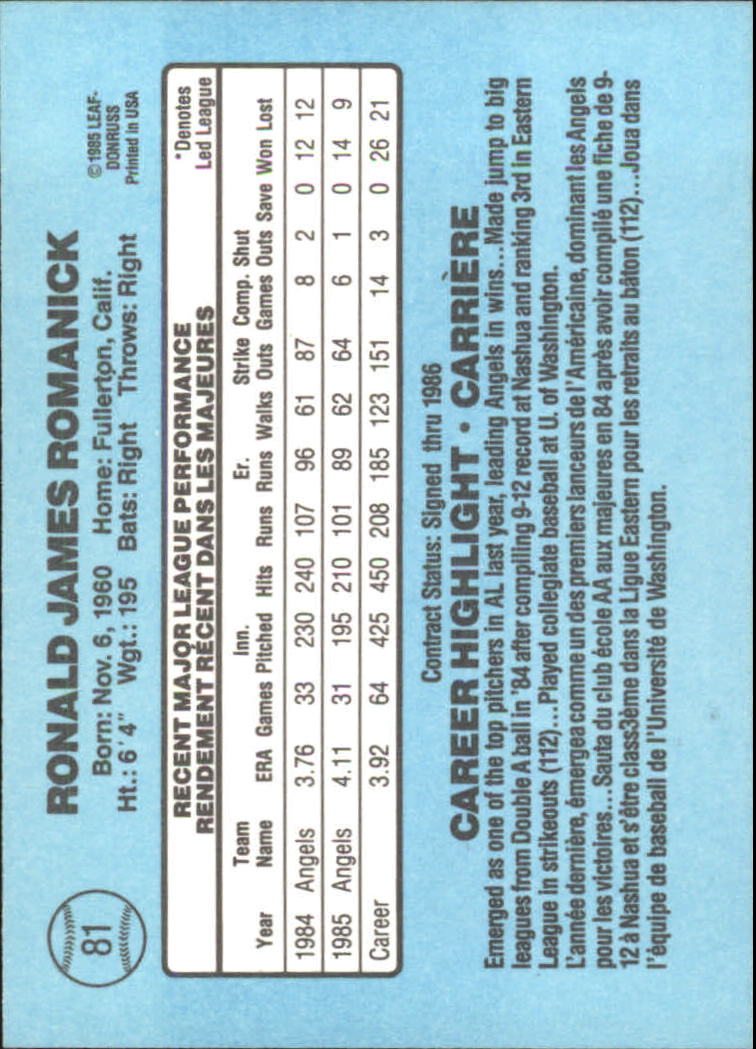 81
RONALD JAMES ROMANICK
Born: Nov. 6, 1960 Home: Fullerton, Calif.
Ht.: 6' 4" Wgt.: 195 Bats: Right Throws: Right
©1986 LEAF-
DONRUSS
Printed in USA
RECENT MAJOR LEAGUE PERFORMANCE
RENDEMENT RÉCENT DANS LES MAJEURES
*Denotes
Led League
Team Inn. Er. Strike Comp. Shut
Year Name ERA Games Pitched Hits Runs Runs Walks Outs Games Outs Save Won Lost
1984 Angels 3.76 33 230 240 107 96 61 87 8 2 0 12 12
1985 Angels 4.11 31 195 210 101 89 62 64 6 1 0 14 9
Career 3.92 64 425 450 208 185 123 151 14 3 0 26 21
Contract Status: Signed thru 1986
CAREER HIGHLIGHT • CARRIÈRE
Emerged as one of the top pitchers in AL last year, leading Angels in wins...Made jump to big
leagues from Double A ball in '84 after compiling 9-12 record at Nashua and ranking 3rd in Eastern
League in strikeouts (112)...Played collegiate baseball at U. of Washington.
L'année dernière, émergea comme un des premiers lanceurs de l'Américaine, dominant les Angels
pour les victoires...Sauta du club école AA aux majeures en 84 après avoir compilé une fiche de 9-
12 à Nashua et s'être class3ème dans la Ligue Eastern pour les retraits au bâton (112)...Joua dans
l'équipe de baseball de l'Université de Washington.